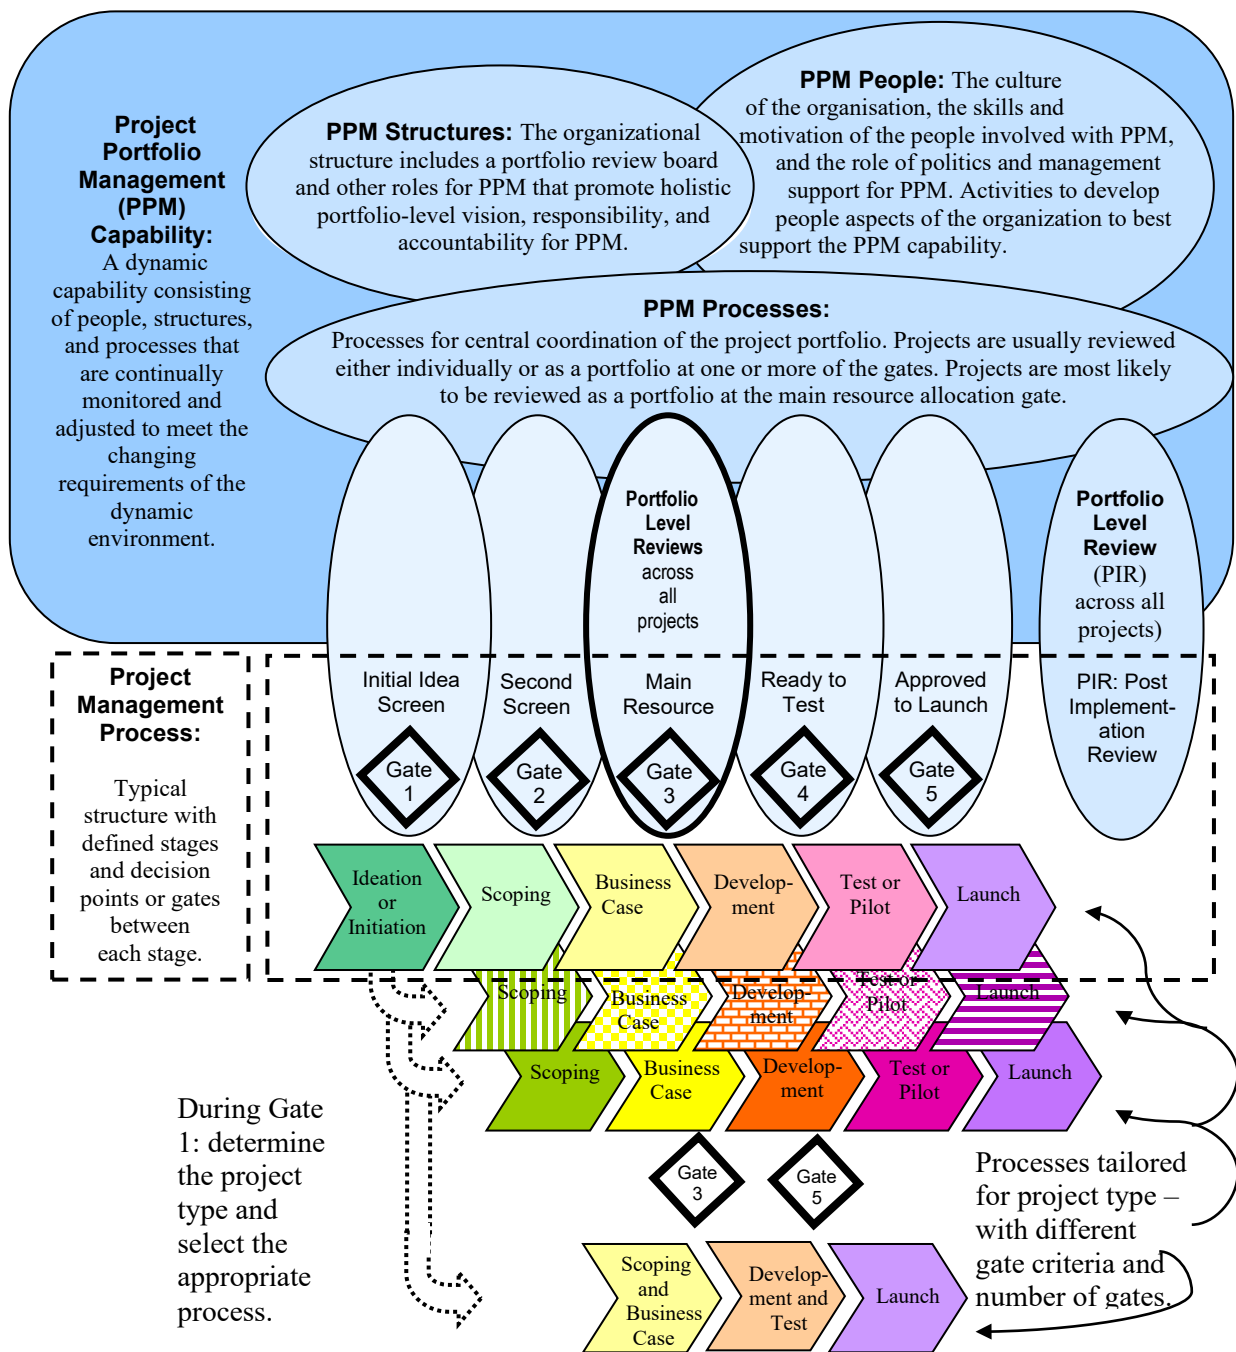 Project
Portfolio
Management
(PPM)
Capability:
A dynamic
capability consisting
of people, structures,
and processes that
are continually
monitored and
adjusted to meet the
changing
requirements of the
dynamic
environment.
PPM Structures: The organizational
structure includes a portfolio review board
and other roles for PPM that promote holistic
portfolio-level vision, responsibility, and
accountability for PPM.
PPM People: The culture
of the organisation, the skills and
motivation of the people involved with PPM,
and the role of politics and management
support for PPM. Activities to develop
people aspects of the organization to best
support the PPM capability.
PPM Processes:
Processes for central coordination of the project portfolio. Projects are usually reviewed
either individually or as a portfolio at one or more of the gates. Projects are most likely
to be reviewed as a portfolio at the main resource allocation gate.
Portfolio
Level
Reviews
across
all
projects
Portfolio
Level
Review
(PIR)
across all
projects)
Project
Management
Process:
Typical
structure with
defined stages
and decision
points or gates
between
each stage.
Initial Idea
Screen
Gate
1
Second
Screen
Gate
2
Main
Resource
Gate
3
Ready to
Test
Gate
4
Approved
to Launch
Gate
5
PIR: Post
Implement-
ation
Review
Ideation
or
Initiation
Scoping
Business
Case
Develop-
ment
Test or
Pilot
Launch
Scoping
Business
Case
Develop-
ment
Test or
Pilot
Launch
Scoping
Business
Case
Develop-
ment
Test or
Pilot
Launch
During Gate
1: determine
the project
type and
select the
appropriate
process.
Gate
3
Gate
5
Scoping
and
Business
Case
Develop-
ment and
Test
Launch
Processes tailored
for project type –
with different
gate criteria and
number of gates.